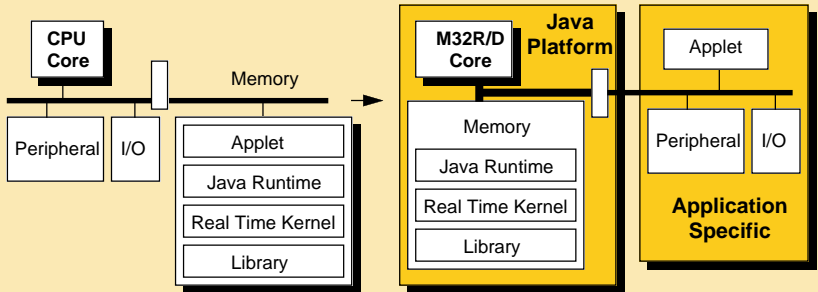 CPU
Core
Memory
Peripheral
I/O
Applet
Java Runtime
Real Time Kernel
Library
Java
Platform
M32R/D
Core
Memory
Java Runtime
Real Time Kernel
Library
Applet
Peripheral
I/O
Application
Specific